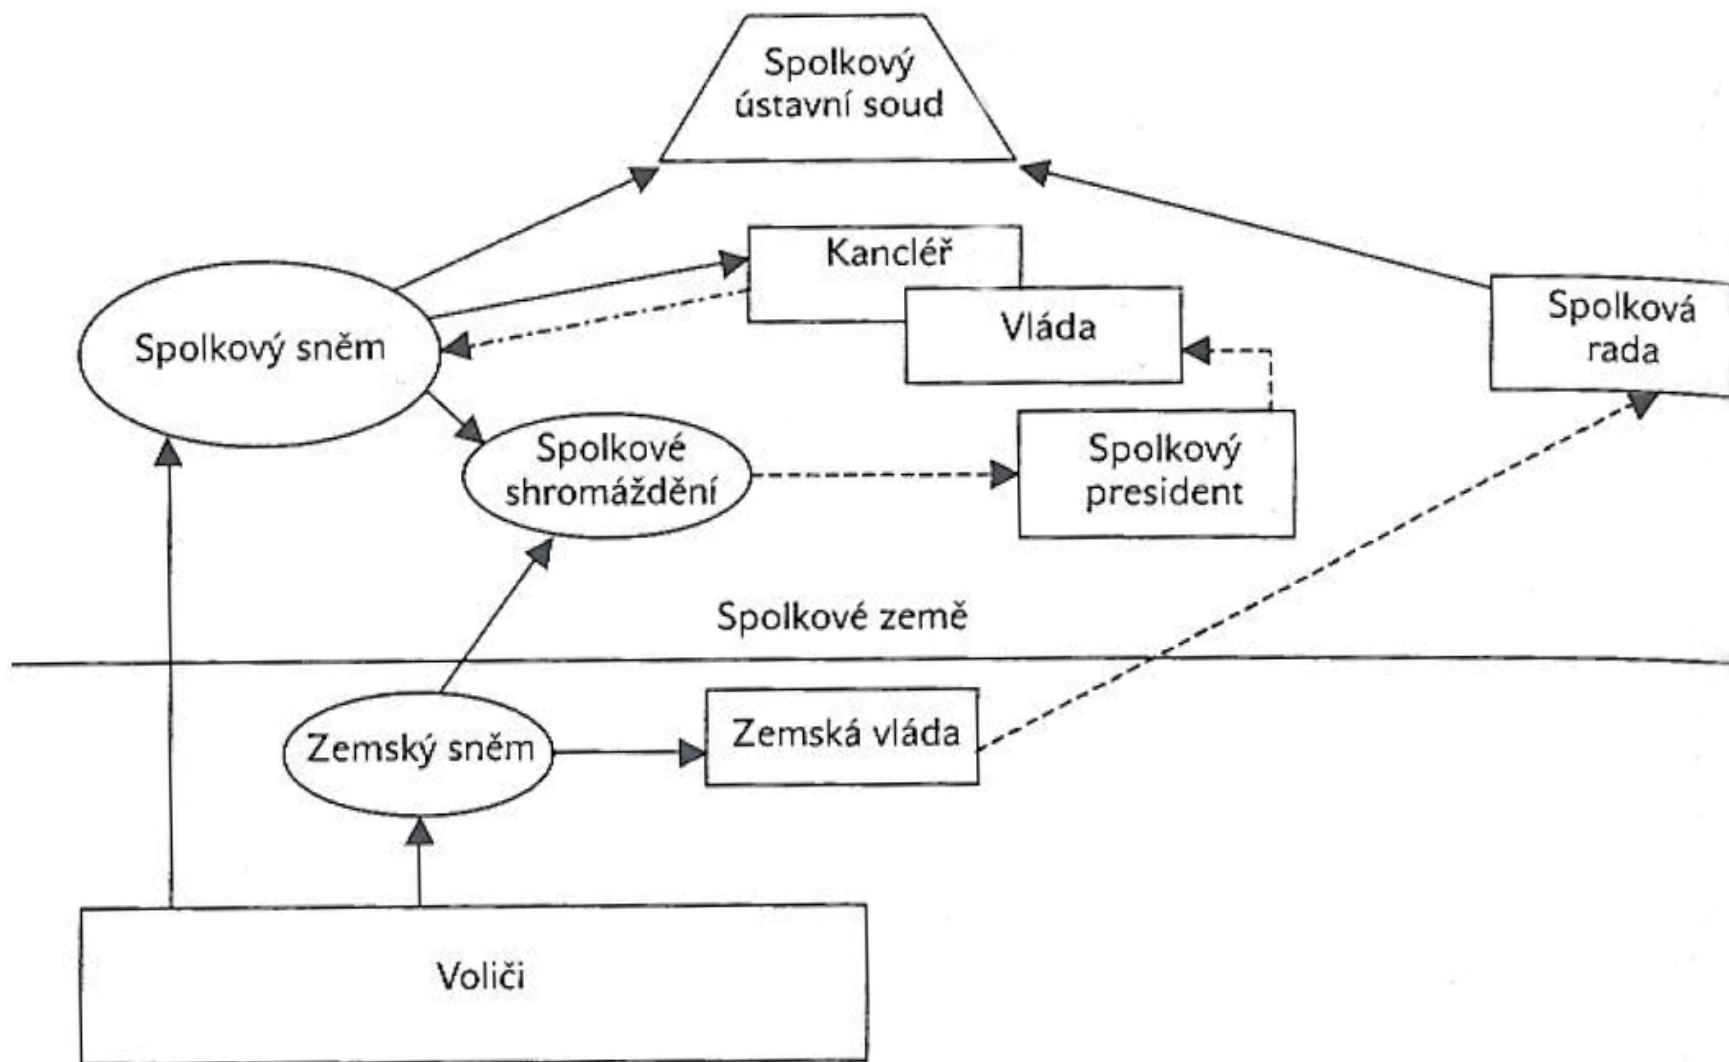 Spolkový
ústavní soud
Kancléř
Vláda
Spolkový sněm
Spolková
rada
Spolkové
shromáždění
Spolkový
president
Spolkové země
Zemský sněm
Zemská vláda
Voliči